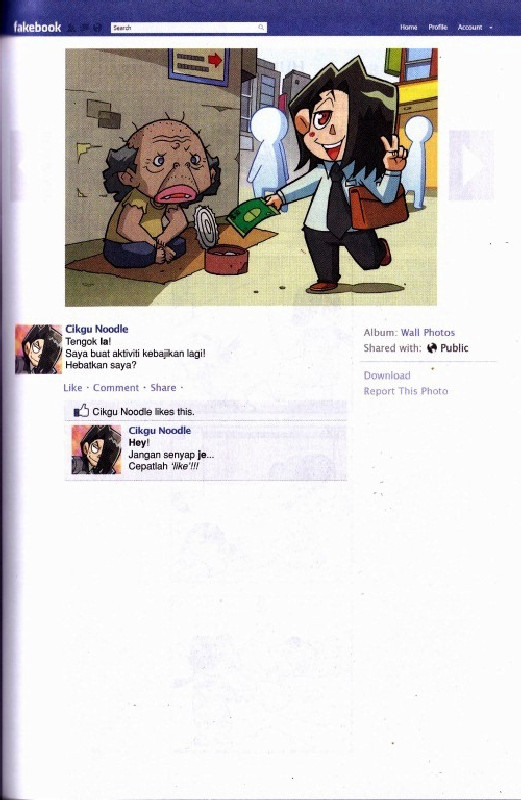 fakebook
Search
Home Profile Account
Cikgu Noodle
Tengok la!
Saya buat aktiviti kebajikan lagi!
Hebatkan saya?
Like · Comment · Share ·
Cikgu Noodle likes this.
Cikgu Noodle
Hey!!
Jangan senyap je...
Cepatlah 'like'!!!
Album: Wall Photos
Shared with: Public
Download
Report This Photo